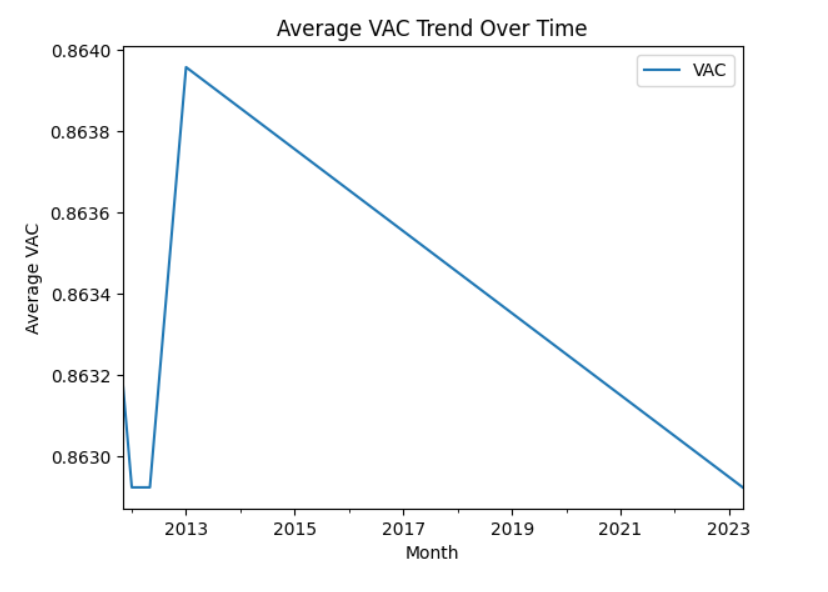 Average VAC Trend Over Time
VAC
0.8640
0.8638
0.8636
0.8634
0.8632
0.8630
Average VAC
2013 2015 2017 2019 2021 2023
Month